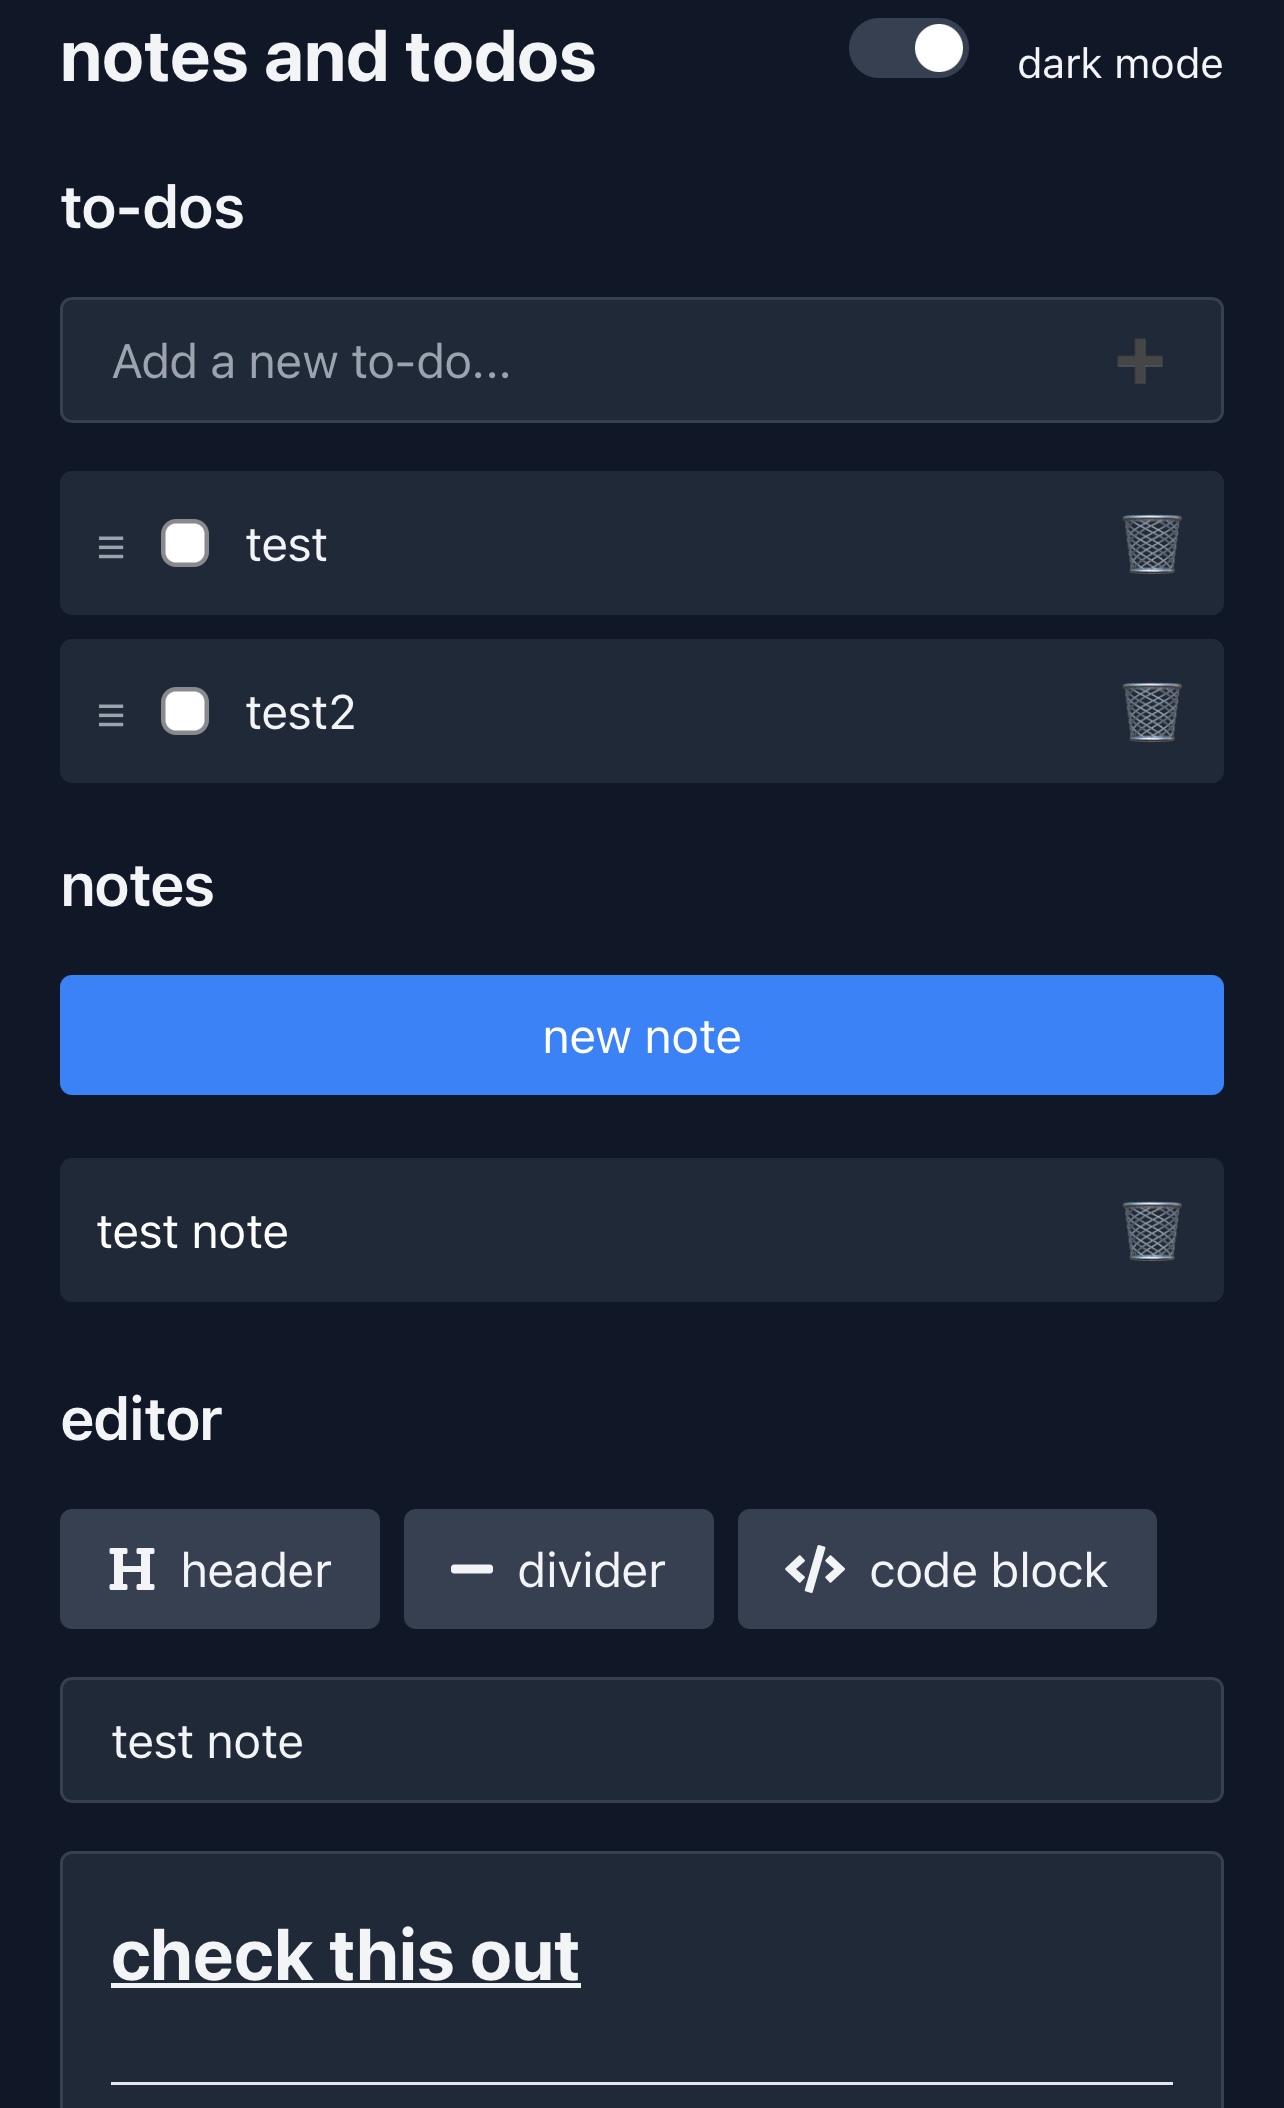 notes and todos
dark mode
to-dos
Add a new to-do...
test
test2
notes
new note
test note
editor
H header
divider
</> code block
test note
check this out